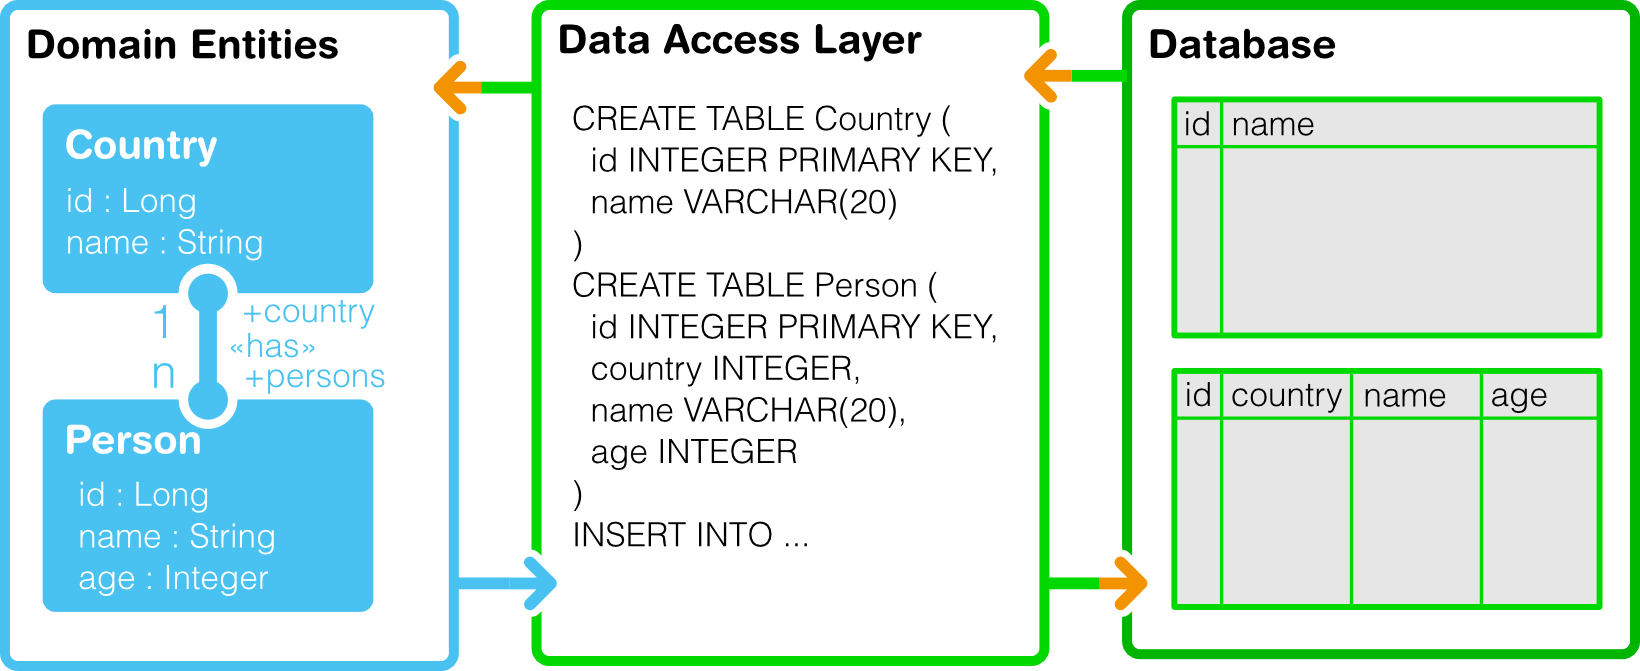 Domain Entities
Country
id : Long
name : String
1
+country
«has»
n
+persons
Person
id : Long
name : String
age : Integer
Data Access Layer
CREATE TABLE Country (
id INTEGER PRIMARY KEY,
name VARCHAR(20)
)
CREATE TABLE Person (
id INTEGER PRIMARY KEY,
country INTEGER,
name VARCHAR(20),
age INTEGER
)
INSERT INTO ...
Database
id name
id country name age